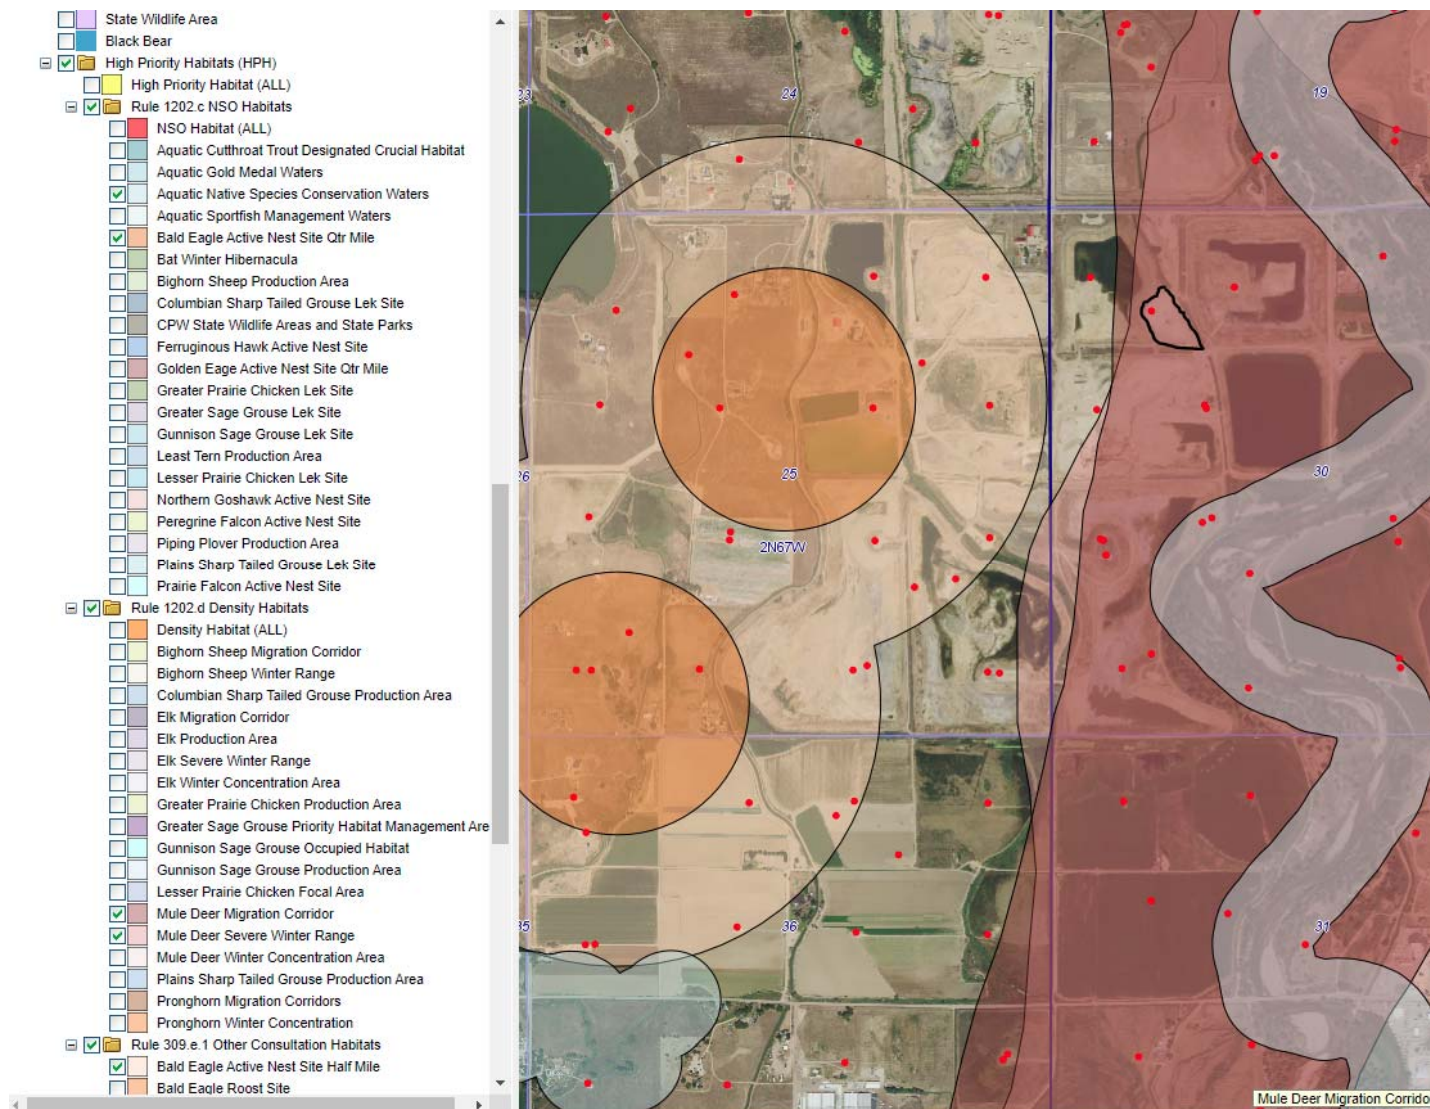 State Wildlife Area
Black Bear
High Priority Habitats (HPH)
High Priority Habitat (ALL)
Rule 1202.c NSO Habitats
NSO Habitat (ALL)
Aquatic Cutthroat Trout Designated Crucial Habitat
Aquatic Gold Medal Waters
Aquatic Native Species Conservation Waters
Aquatic Sportfish Management Waters
Bald Eagle Active Nest Site Qtr Mile
Bat Winter Hibernacula
Bighorn Sheep Production Area
Columbian Sharp Tailed Grouse Lek Site
CPW State Wildlife Areas and State Parks
Ferruginous Hawk Active Nest Site
Golden Eage Active Nest Site Qtr Mile
Greater Prairie Chicken Lek Site
Greater Sage Grouse Lek Site
Gunnison Sage Grouse Lek Site
Least Tern Production Area
Lesser Prairie Chicken Lek Site
Northern Goshawk Active Nest Site
Peregrine Falcon Active Nest Site
Piping Plover Production Area
Plains Sharp Tailed Grouse Lek Site
Prairie Falcon Active Nest Site
Rule 1202.d Density Habitats
Density Habitat (ALL)
Bighorn Sheep Migration Corridor
Bighorn Sheep Winter Range
Columbian Sharp Tailed Grouse Production Area
Elk Migration Corridor
Elk Production Area
Elk Severe Winter Range
Elk Winter Concentration Area
Greater Prairie Chicken Production Area
Greater Sage Grouse Priority Habitat Management Are
Gunnison Sage Grouse Occupied Habitat
Gunnison Sage Grouse Production Area
Lesser Prairie Chicken Focal Area
Mule Deer Migration Corridor
Mule Deer Severe Winter Range
Mule Deer Winter Concentration Area
Plains Sharp Tailed Grouse Production Area
Pronghorn Migration Corridors
Pronghorn Winter Concentration
Rule 309.e.1 Other Consultation Habitats
Bald Eagle Active Nest Site Half Mile
Bald Eagle Roost Site
23
24
19
26
25
30
2N67W
35
36
31
Mule Deer Migration Corrido